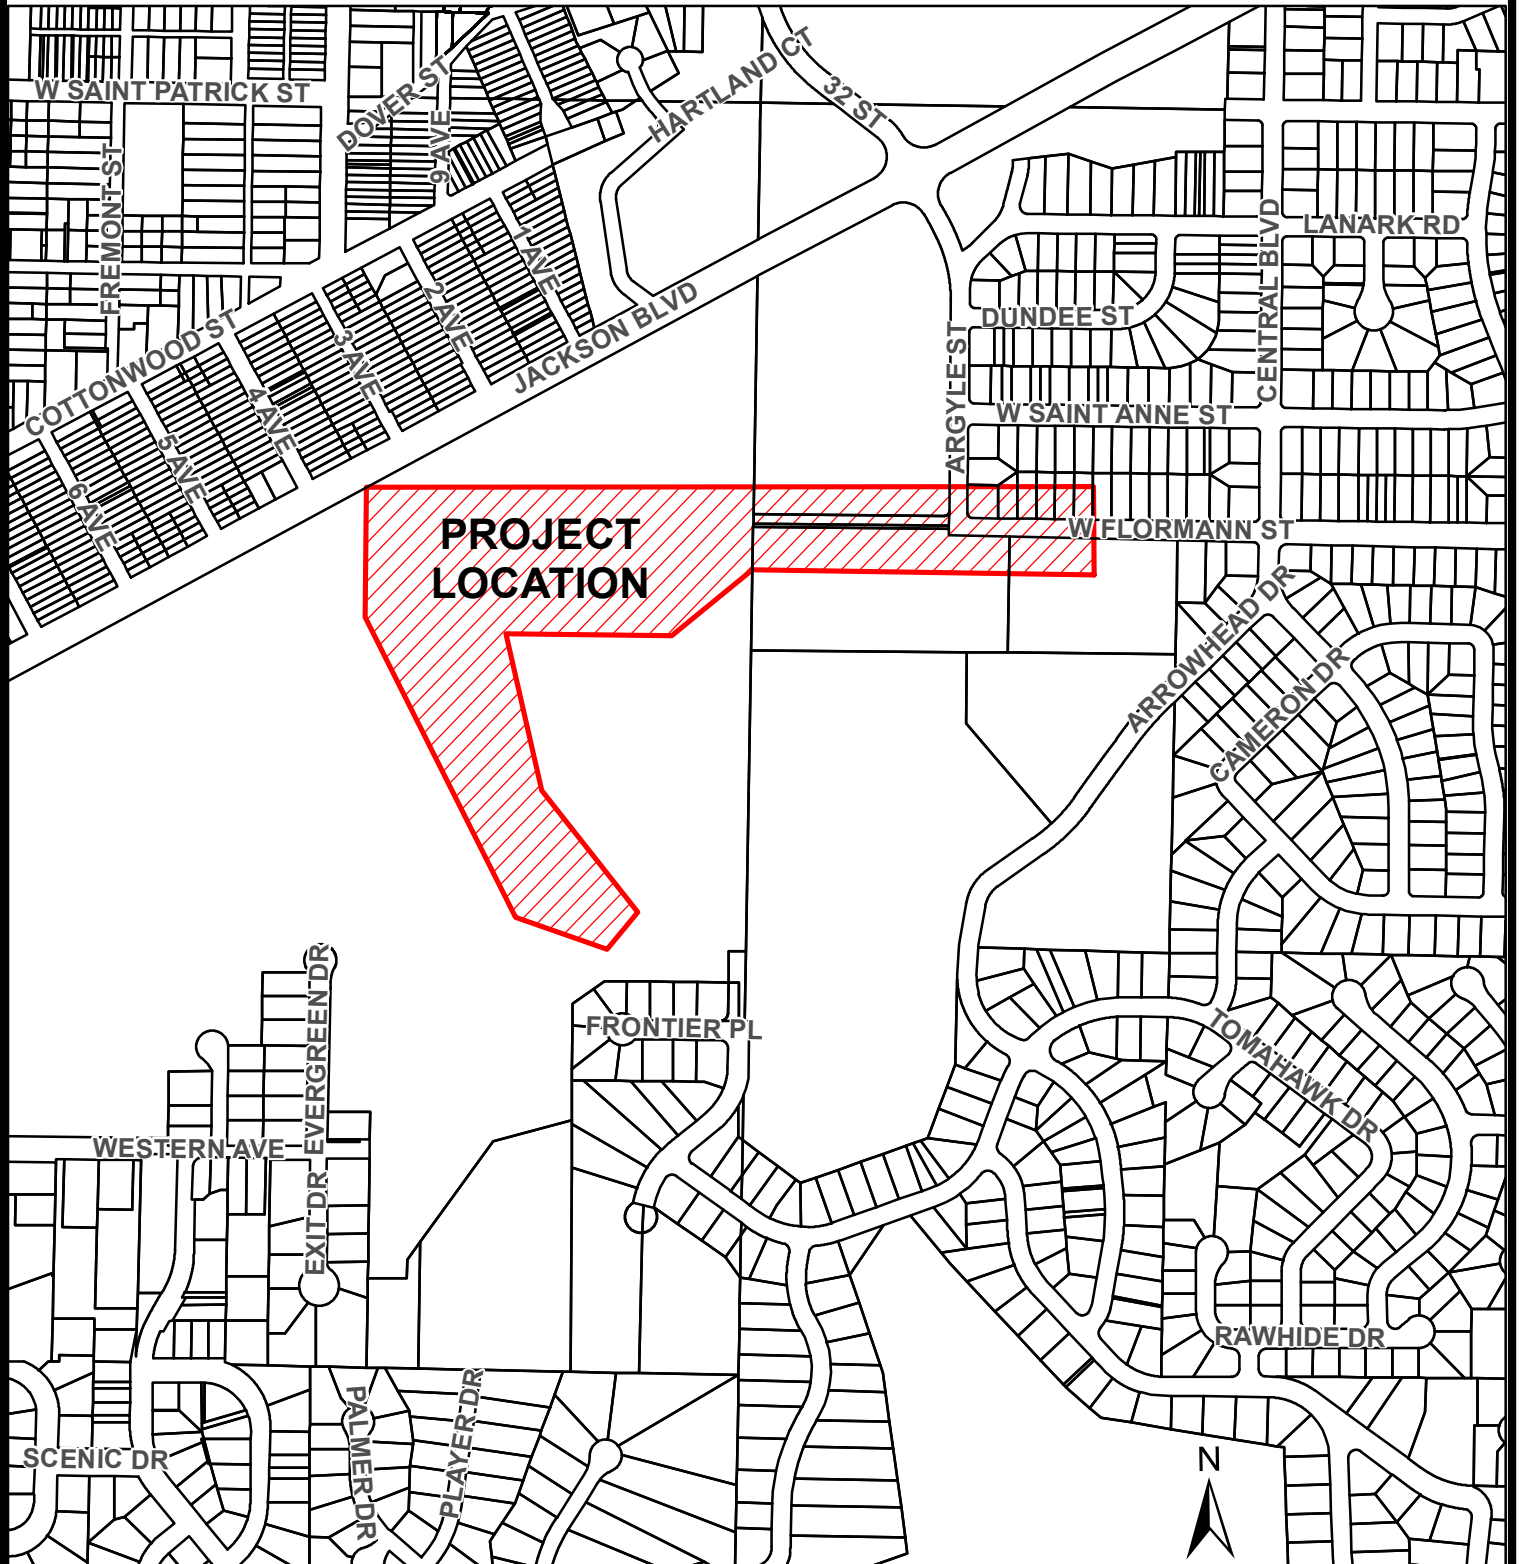 W SAINT PATRICK ST
DOVER ST
HARTLAND CT
32 ST
9 AVE
FREMONT ST
LANARK RD
CENTRAL BLVD
1 AVE
2 AVE
DUNDEE ST
JACKSON BLVD
COTTONWOOD ST
3 AVE
ARGYLE ST
4 AVE
W SAINT ANNE ST
5 AVE
6 AVE
PROJECT
LOCATION
W FLORMANN ST
ARROWHEAD DR
CAMERON DR
EVERGREEN DR
FRONTIER PL
TOMAHAWK DR
WESTERN AVE
EXIT DR
RAWHIDE DR
PALMER DR
PLAYER DR
SCENIC DR
N